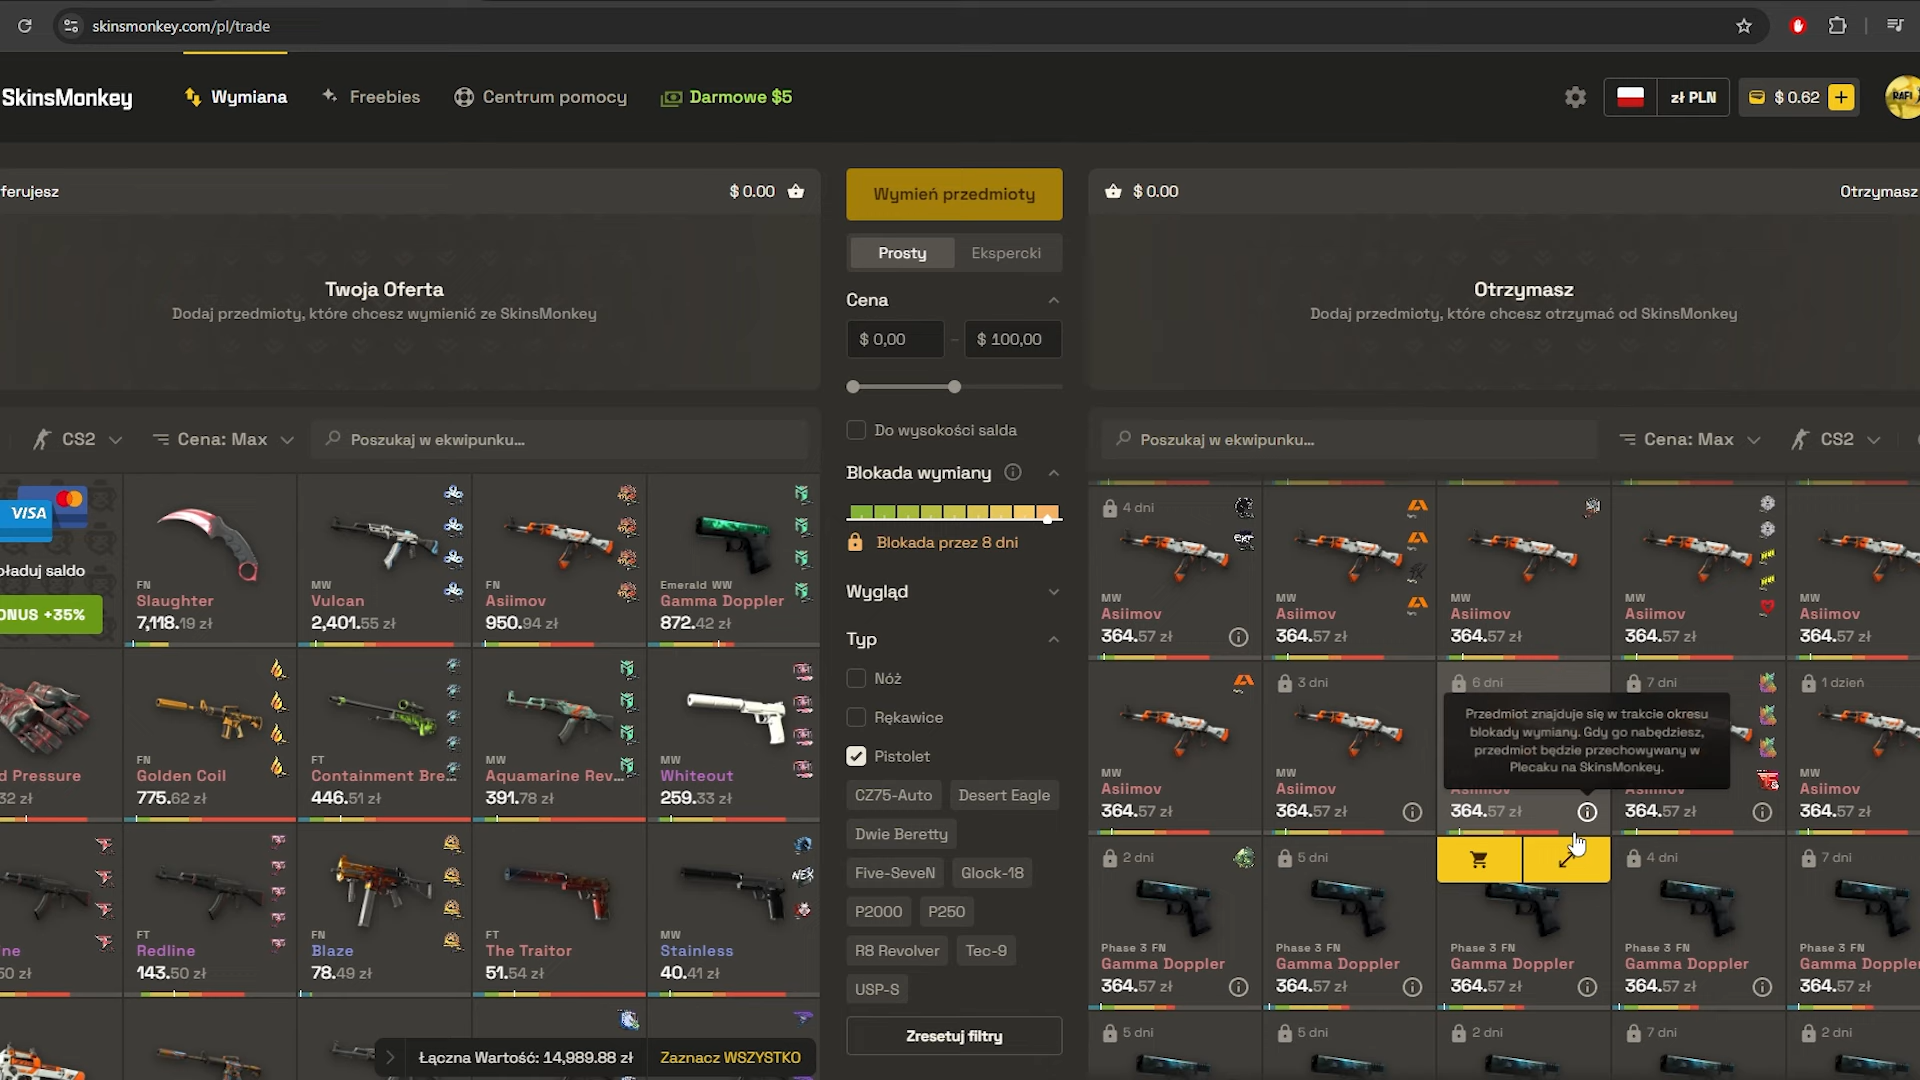 skinsmonkey.com/pl/trade
SkinsMonkey
Wymiana
Freebies
Centrum pomocy
Darmowe $5
zł PLN
$ 0.62
ferujesz
$ 0.00
Twoja Oferta
Dodaj przedmioty, które chcesz wymienić ze SkinsMonkey
Wymień przedmioty
Prosty
Ekspercki
Cena
$ 0,00
$ 100,00
Do wysokości salda
Blokada wymiany
Blokada przez 8 dni
Wygląd
Typ
Nóż
Rękawice
Pistolet
CZ75-Auto
Desert Eagle
Dwie Beretty
Five-SeveN
Glock-18
P2000
P250
R8 Revolver
Tec-9
USP-S
Zresetuj filtry
$ 0.00
Otrzymasz
Otrzymasz
Dodaj przedmioty, które chcesz otrzymać od SkinsMonkey
CS2
Cena: Max
Poszukaj w ekwipunku...
VISA
oładuj saldo
ONUS +35%
FN
Slaughter
7,118.19 zł
MW
Vulcan
2,401.55 zł
FN
Asiimov
950.94 zł
Emerald WW
Gamma Doppler
872.42 zł
d Pressure
32 zł
FN
Golden Coil
775.62 zł
FT
Containment Bre...
446.51 zł
MW
Aquamarine Rev...
391.78 zł
MW
Whiteout
259.33 zł
ine
50 zł
FT
Redline
143.50 zł
FN
Blaze
78.49 zł
FT
The Traitor
51.54 zł
MW
Stainless
40.41 zł
Łączna Wartość: 14,989.88 zł
Zaznacz WSZYSTKO
Poszukaj w ekwipunku...
Cena: Max
CS2
4 dni
MW
Asiimov
364.57 zł
MW
Asiimov
364.57 zł
MW
Asiimov
364.57 zł
MW
Asiimov
364.57 zł
MW
Asiimov
364.57 zł
MW
Asiimov
364.57 zł
3 dni
MW
Asiimov
364.57 zł
6 dni
Przedmiot znajduje się w trakcie okresu
blokady wymiany. Gdy go nabędziesz,
przedmiot będzie przechowywany w
Plecaku na SkinsMonkey.
364.57 zł
7 dni
364.57 zł
1 dzień
MW
Asiimov
364.57 zł
2 dni
Phase 3 FN
Gamma Doppler
364.57 zł
5 dni
Phase 3 FN
Gamma Doppler
364.57 zł
Phase 3 FN
Gamma Doppler
364.57 zł
4 dni
Phase 3 FN
Gamma Doppler
364.57 zł
7 dni
Phase 3 FN
Gamma Doppler
364.57 zł
5 dni
5 dni
2 dni
7 dni
2 dni